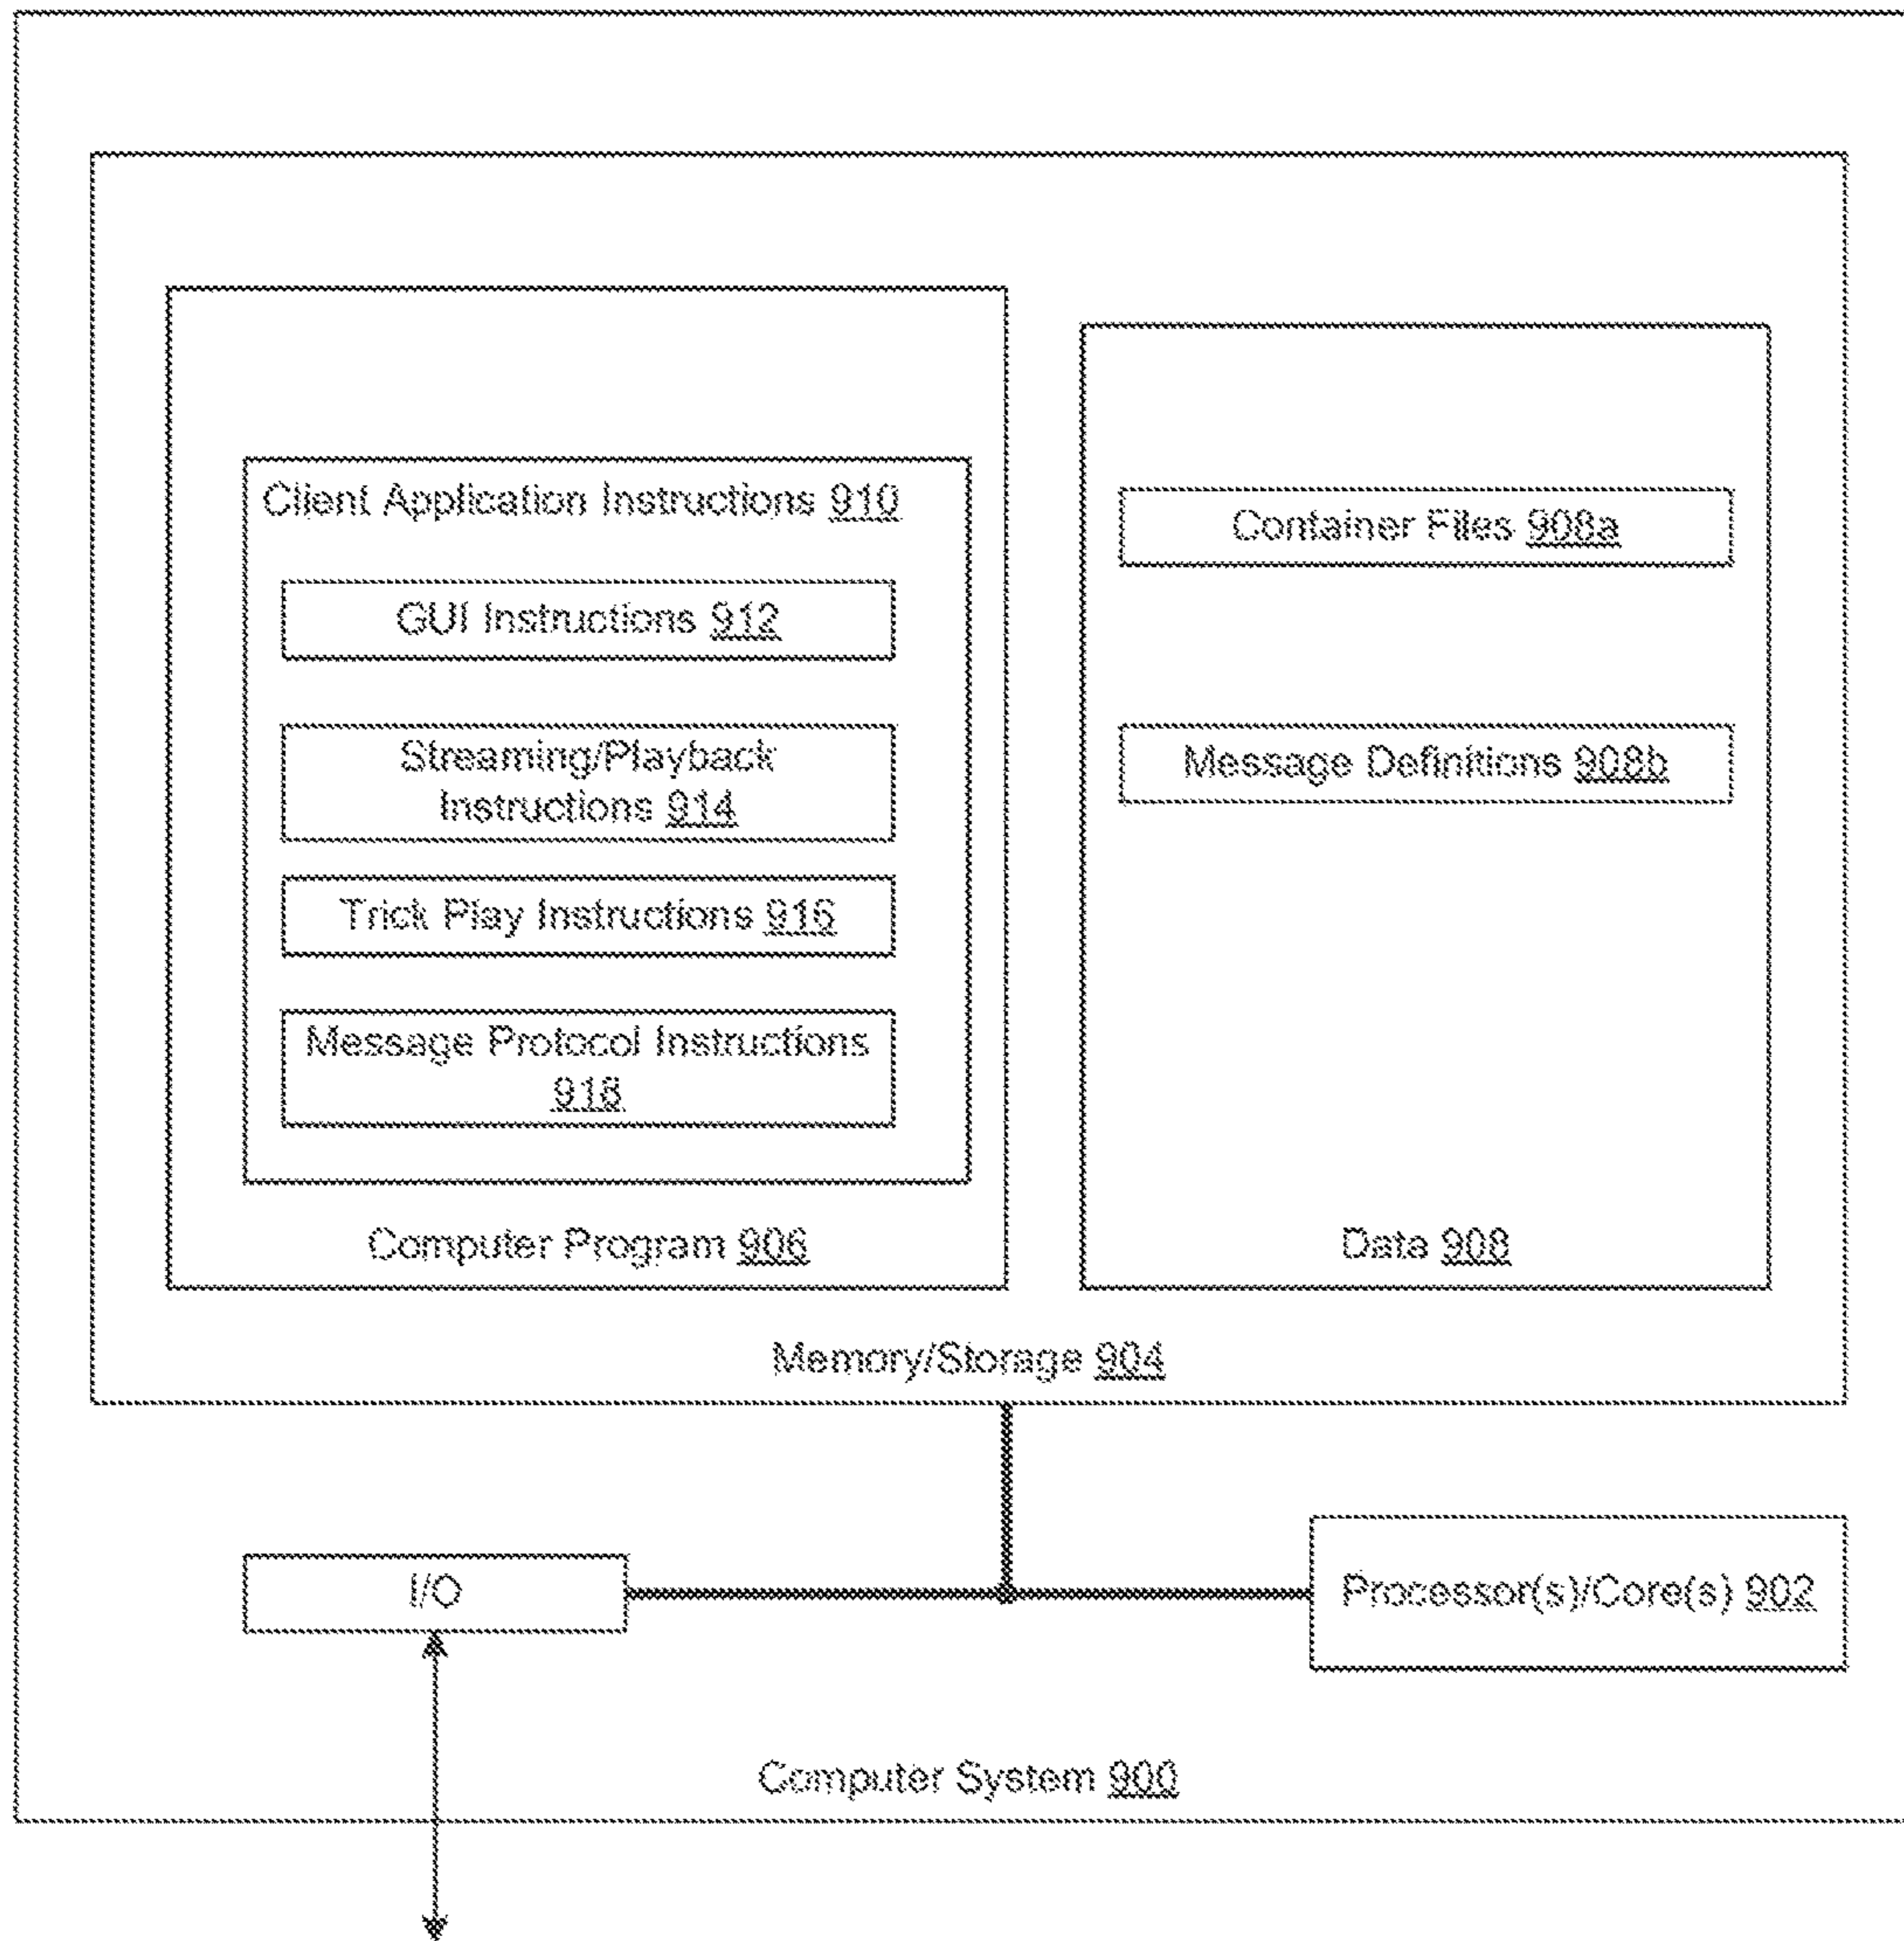 Client Application Instructions 910
GUI Instructions 912
Streaming/Playback
Instructions 914
Trick Play Instructions 916
Message Protocol Instructions
918
Computer Program 906
Container Files 908a
Message Definitions 908b
Data 908
Memory/Storage 904
I/O
Processor(s)/Core(s) 902
Computer System 900